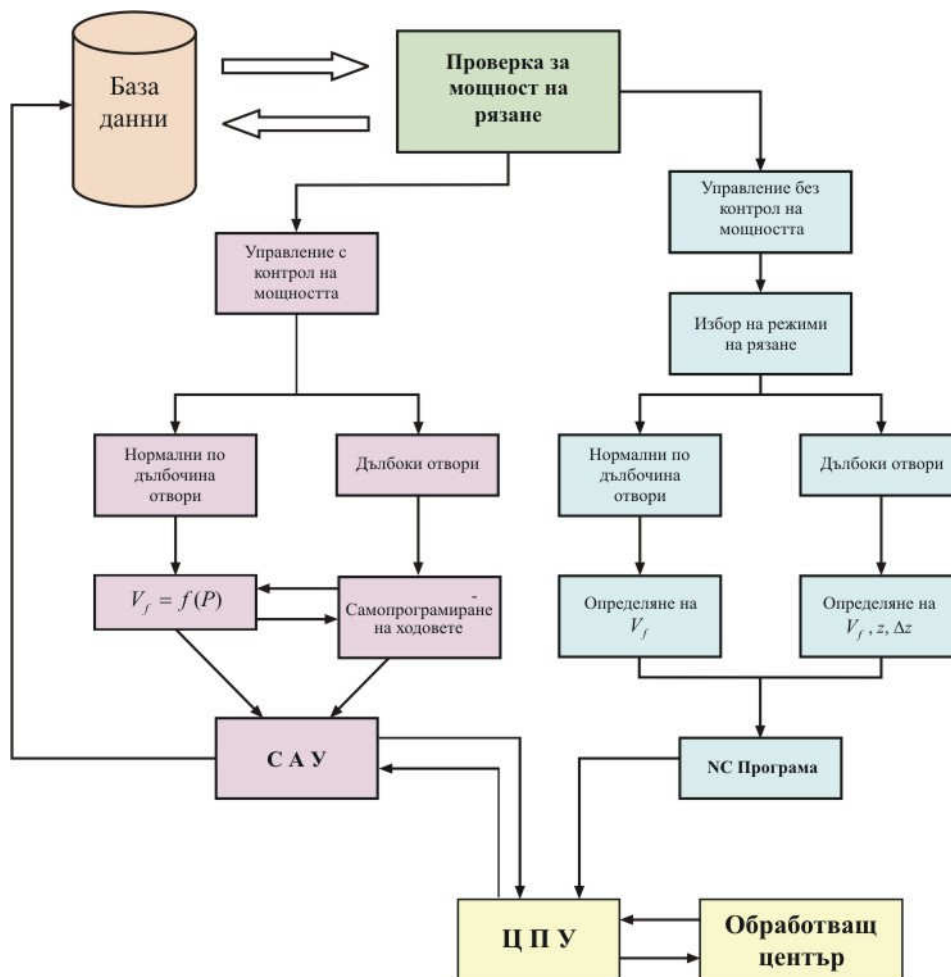 База
данни
Проверка за
мощност на
рязане
Управление без
контрол на
мощността
Управление с
контрол на
мощността
Избор на режими
на рязане
Нормални по
дълбочина
отвори
Дълбоки отвори
Нормални по
дълбочина
отвори
Дълбоки отвори
V_f = f(P)
Самопрограмиране
на ходовете
Определяне на
V_f
Определяне на
V_f , z, Δz
С А У
NC Програма
Ц П У
Обработващ
център